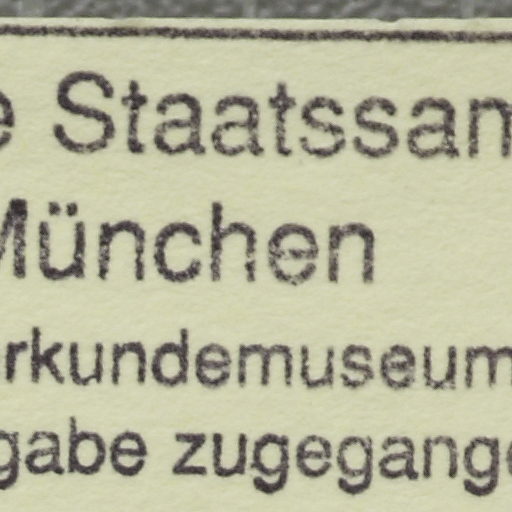 e Staatssam
München
rkundemuseum
gabe zugegange